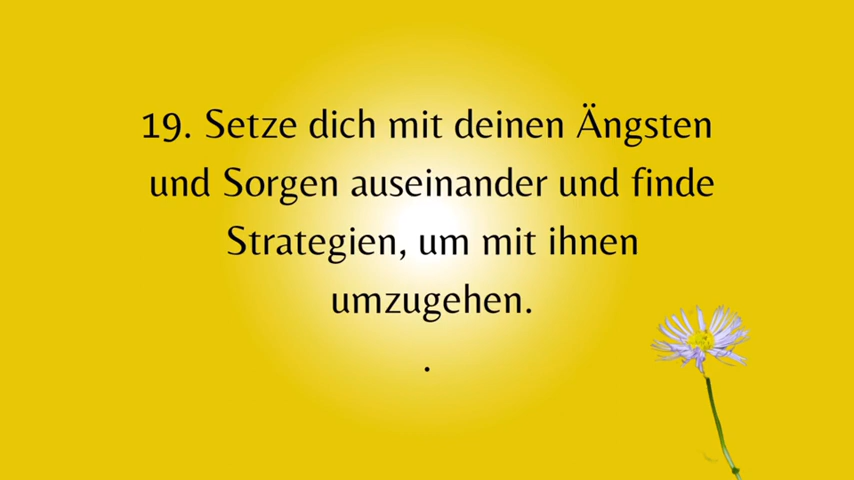 19. Setze dich mit deinen Ängsten
und Sorgen auseinander und finde
Strategien, um mit ihnen
umzugehen.
.